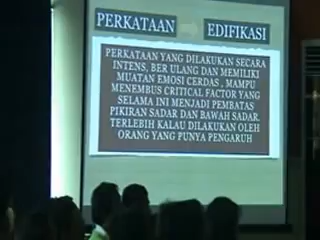 PERKATAAN EDIFIKASI
PERKATAAN YANG DILAKUKAN SECARA
INTENS, BER ULANG DAN MEMILIKI
MUATAN EMOSI CERDAS , MAMPU
MENEMBUS CRITICAL FACTOR YANG
SELAMA INI MENJADI PEMBATAS
PIKIRAN SADAR DAN BAWAH SADAR.
TERLEBIH KALAU DILAKUKAN OLEH
ORANG YANG PUNYA PENGARUH